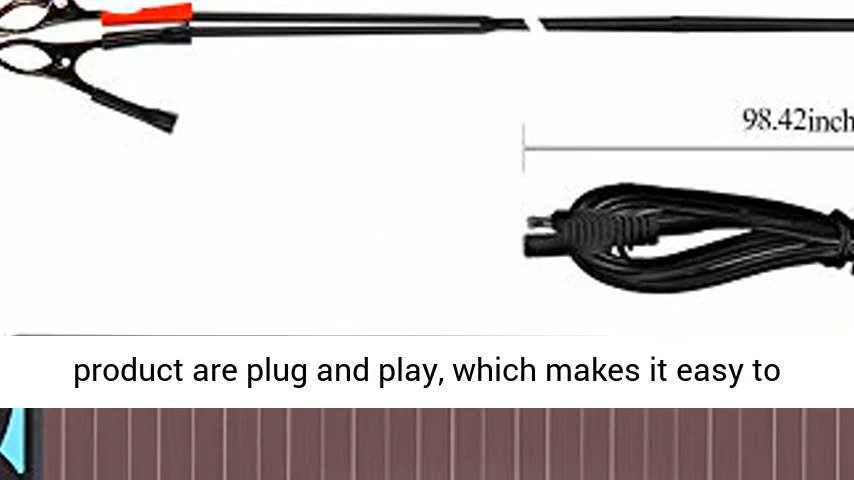 98.42inch
product are plug and play, which makes it easy to